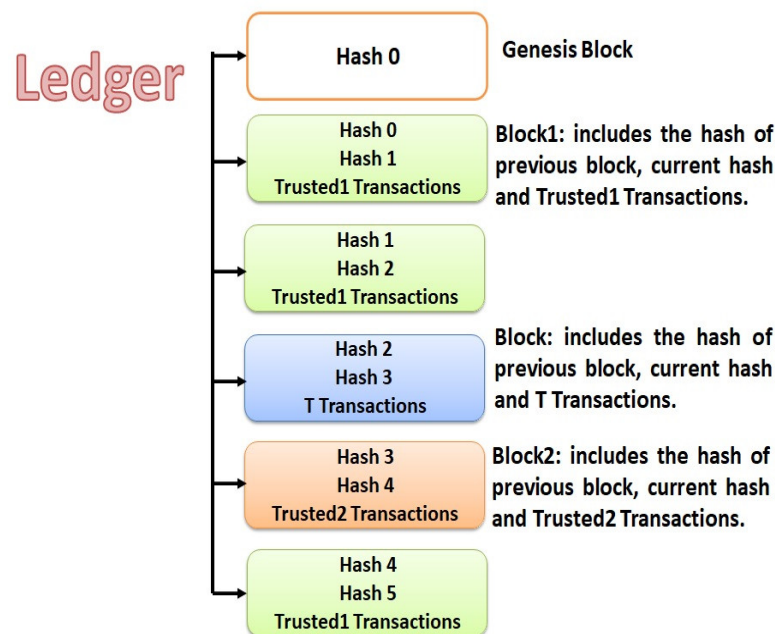 Ledger
Hash 0
Genesis Block
Hash 0
Hash 1
Trusted1 Transactions
Block1: includes the hash of
previous block, current hash
and Trusted1 Transactions.
Hash 1
Hash 2
Trusted1 Transactions
Hash 2
Hash 3
T Transactions
Block: includes the hash of
previous block, current hash
and T Transactions.
Hash 3
Hash 4
Trusted2 Transactions
Block2: includes the hash of
previous block, current hash
and Trusted2 Transactions.
Hash 4
Hash 5
Trusted1 Transactions